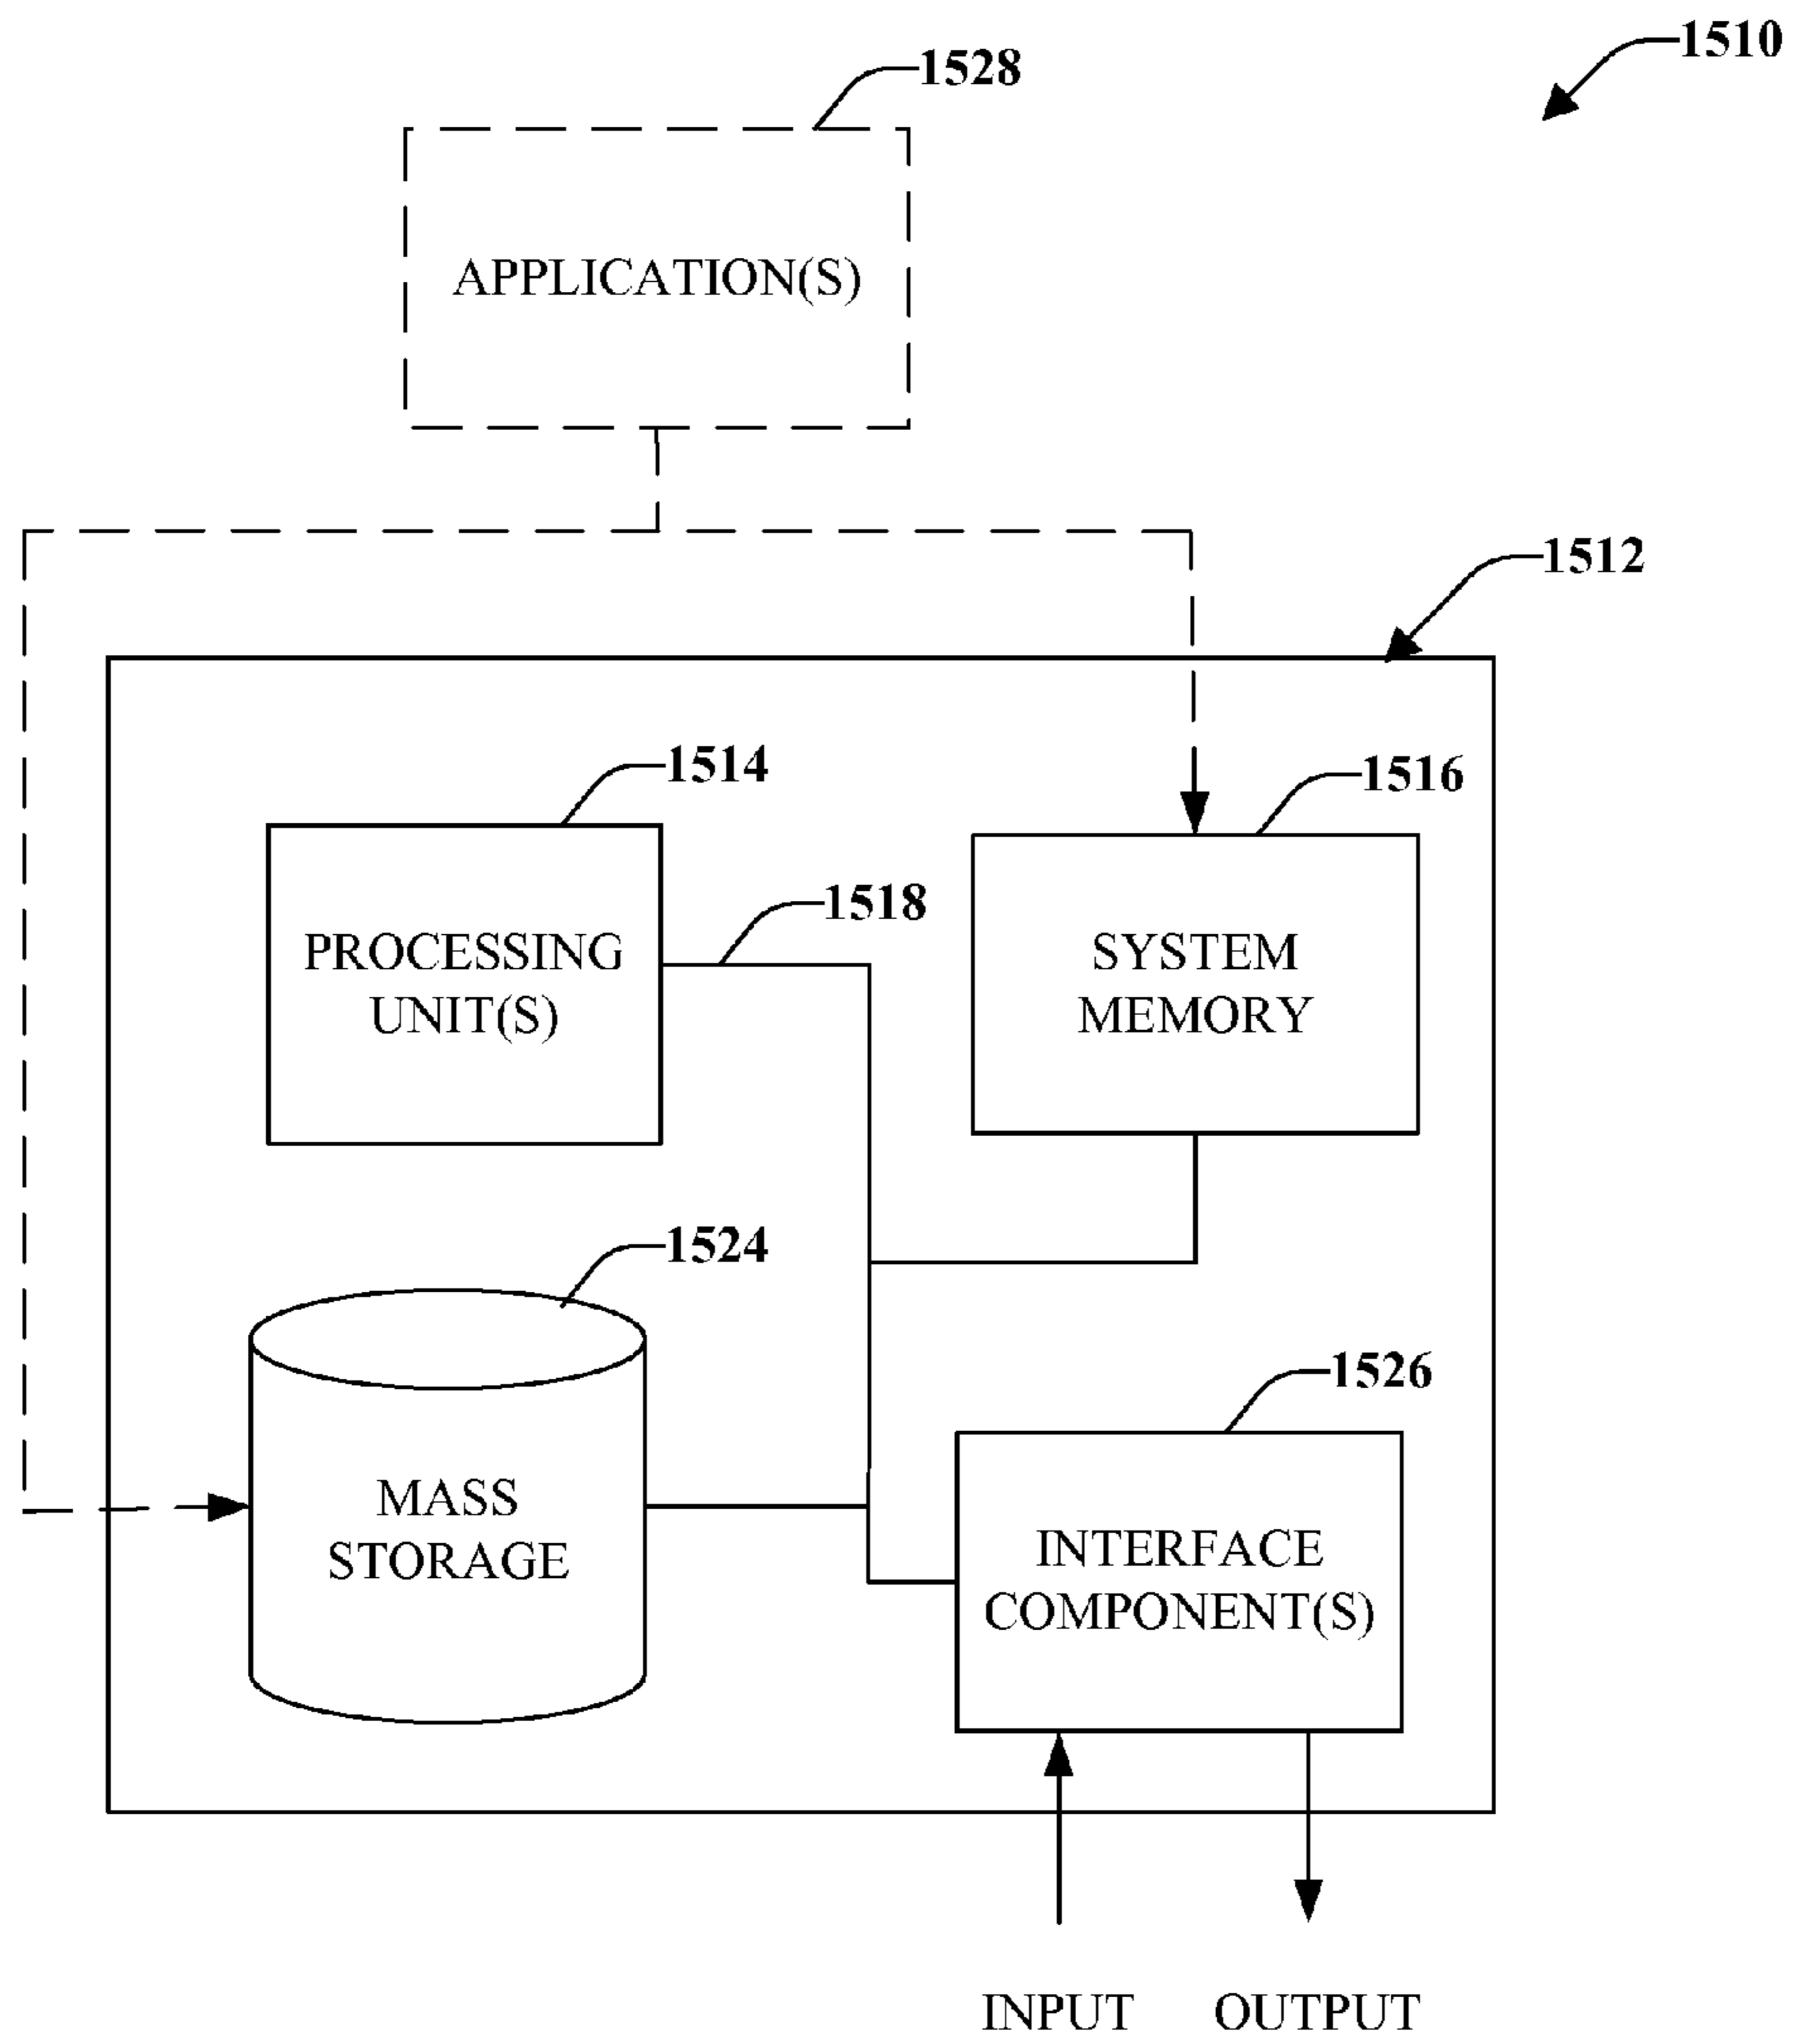 1510
1528
APPLICATION(S)
1512
1514
1516
1518
PROCESSING
UNIT(S)
SYSTEM
MEMORY
1524
1526
MASS
STORAGE
INTERFACE
COMPONENT(S)
INPUT
OUTPUT